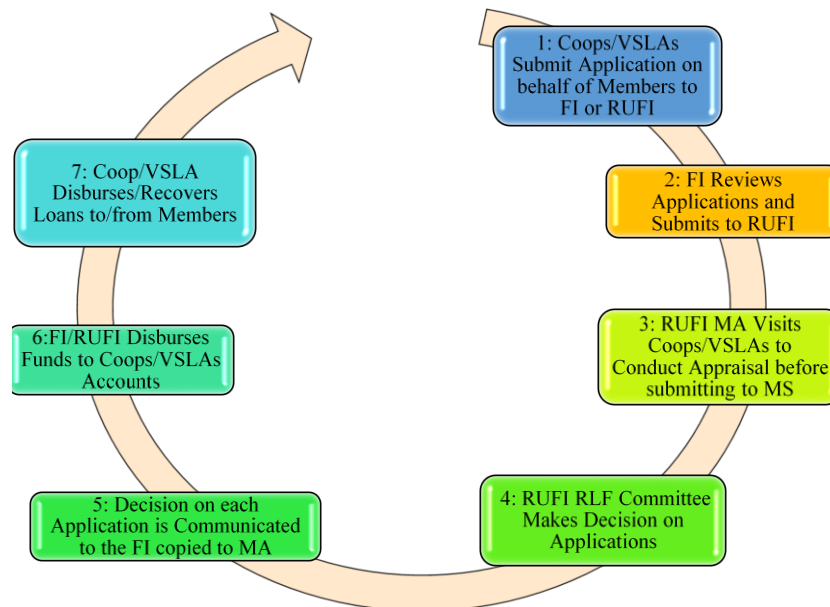 1: Coops/VSLAs
Submit Application on
behalf of Members to
FI or RUFI
2: FI Reviews
Applications and
Submits to RUFI
3: RUFI MA Visits
Coops/VSLAs to
Conduct Appraisal before
submitting to MS
4: RUFI RLF Committee
Makes Decision on
Applications
5: Decision on each
Application is Communicated
to the FI copied to MA
6:FI/RUFI Disburses
Funds to Coops/VSLAs
Accounts
7: Coop/VSLA
Disburses/Recovers
Loans to/from Members